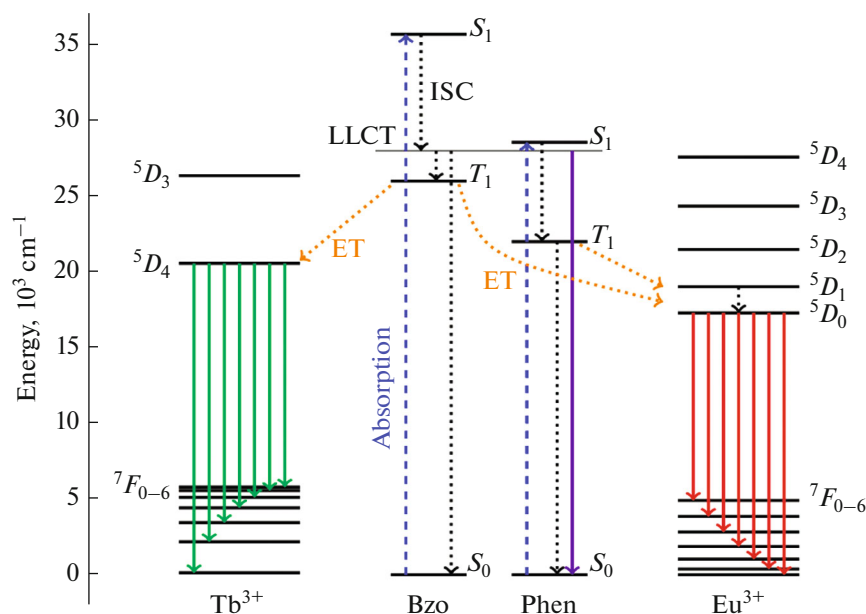 35
30
25
20
15
10
5
0
Energy, 10³ cm⁻¹
⁵D₃
⁵D₄
⁷F₀₋₆
Tb³⁺
S₁
ISC
LLCT
T₁
ET
Absorption
S₀
Bzo
S₁
T₁
ET
S₀
Phen
⁵D₄
⁵D₃
⁵D₂
⁵D₁
⁵D₀
⁷F₀₋₆
Eu³⁺